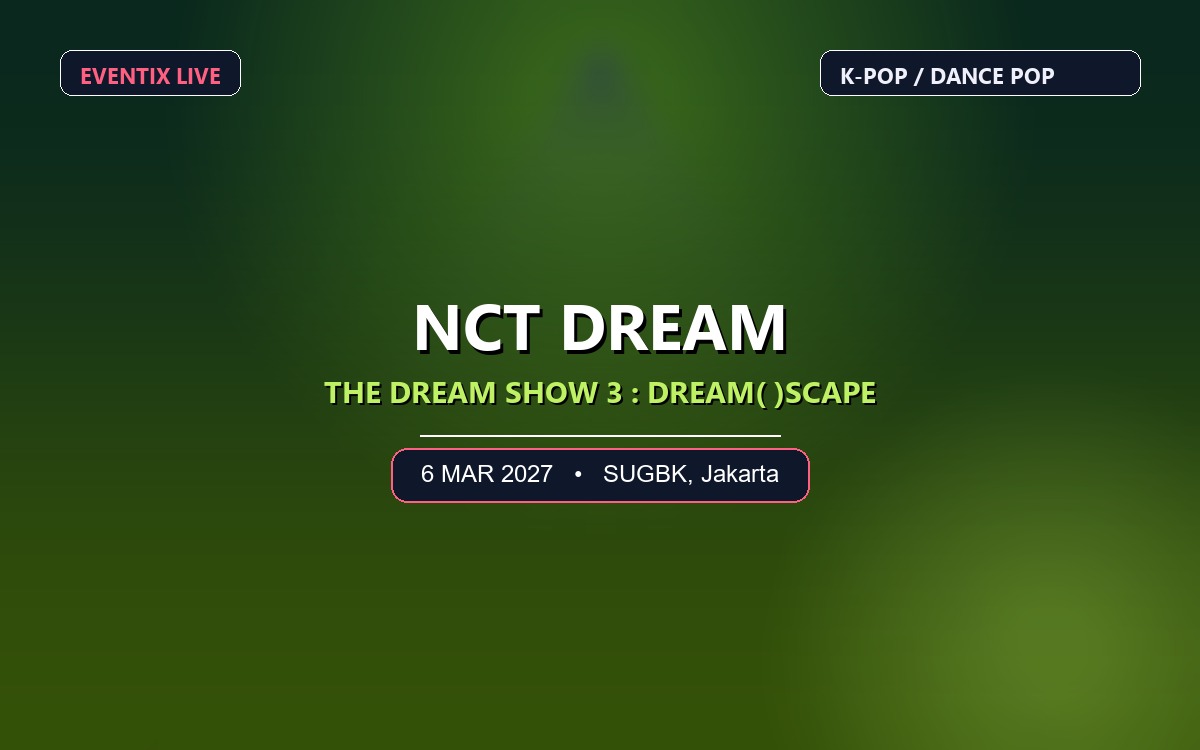 EVENTIX LIVE
K-POP / DANCE POP
NCT DREAM
THE DREAM SHOW 3 : DREAM( )SCAPE
6 MAR 2027 • SUGBK, Jakarta